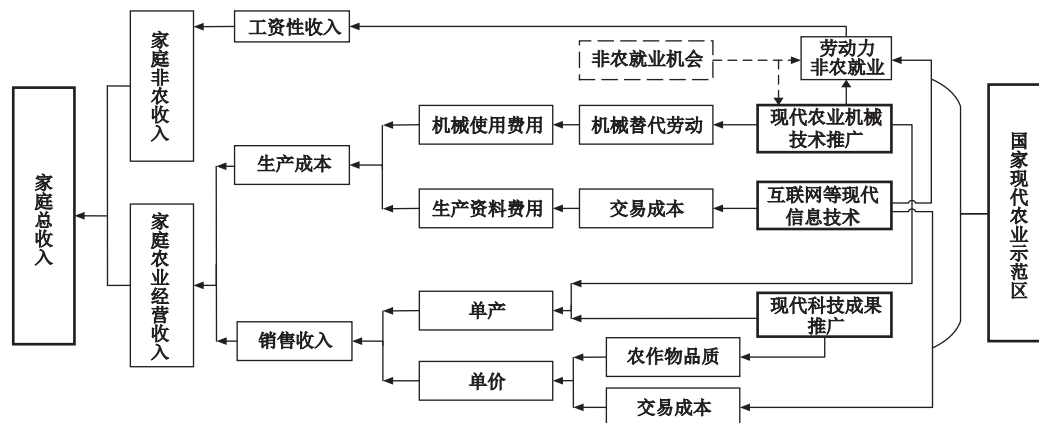 家庭总收入
家庭非农收入
家庭农业经营收入
工资性收入
生产成本
销售收入
非农就业机会
劳动力
非农就业
机械使用费用
机械替代劳动
现代农业机械
技术推广
生产资料费用
交易成本
互联网等现代
信息技术
单产
现代科技成果
推广
单价
农作物品质
交易成本
国家现代农业示范区